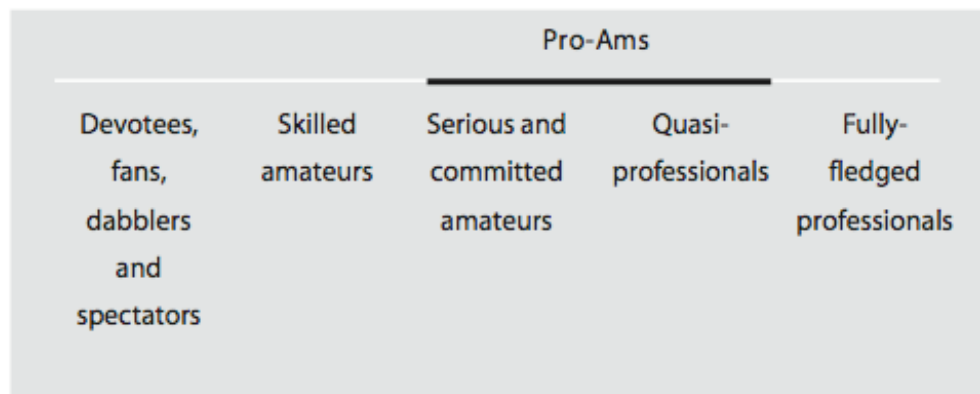 Pro-Ams
Devotees,
fans,
dabblers
and
spectators
Skilled
amateurs
Serious and
committed
amateurs
Quasi-
professionals
Fully-
fledged
professionals